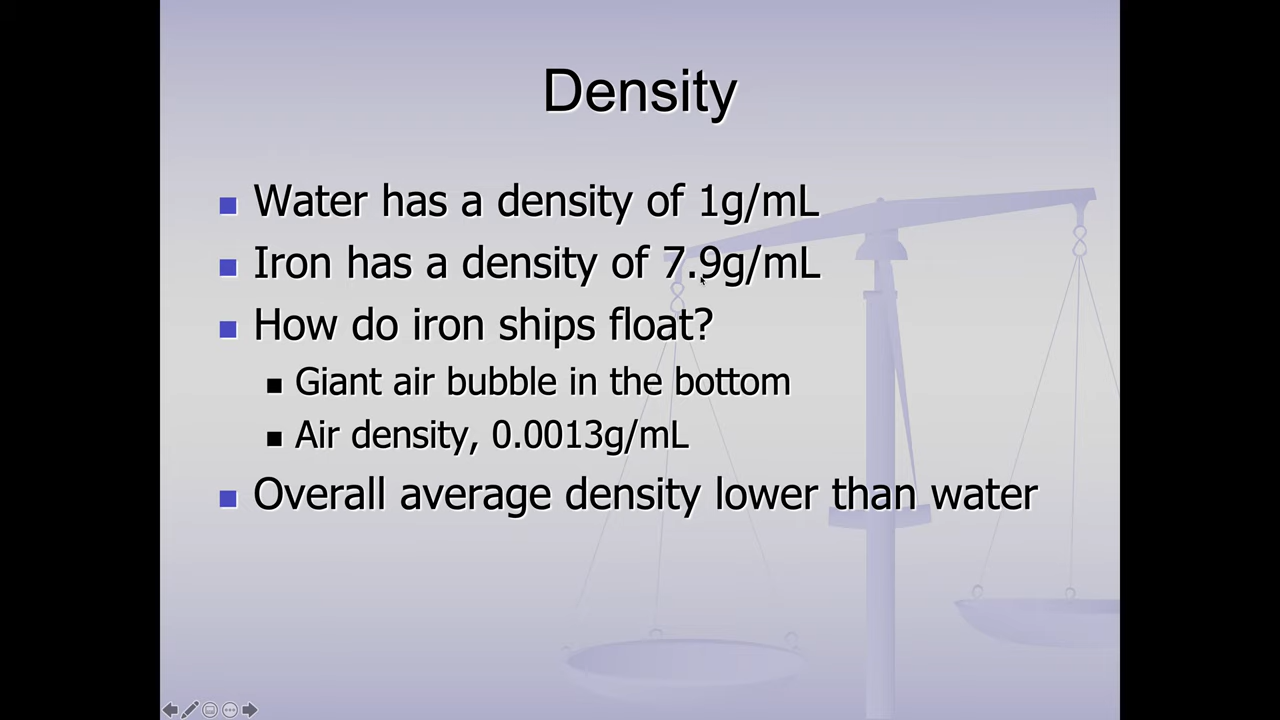 Density
Water has a density of 1g/mL
Iron has a density of 7.9g/mL
How do iron ships float?
Giant air bubble in the bottom
Air density, 0.0013g/mL
Overall average density lower than water